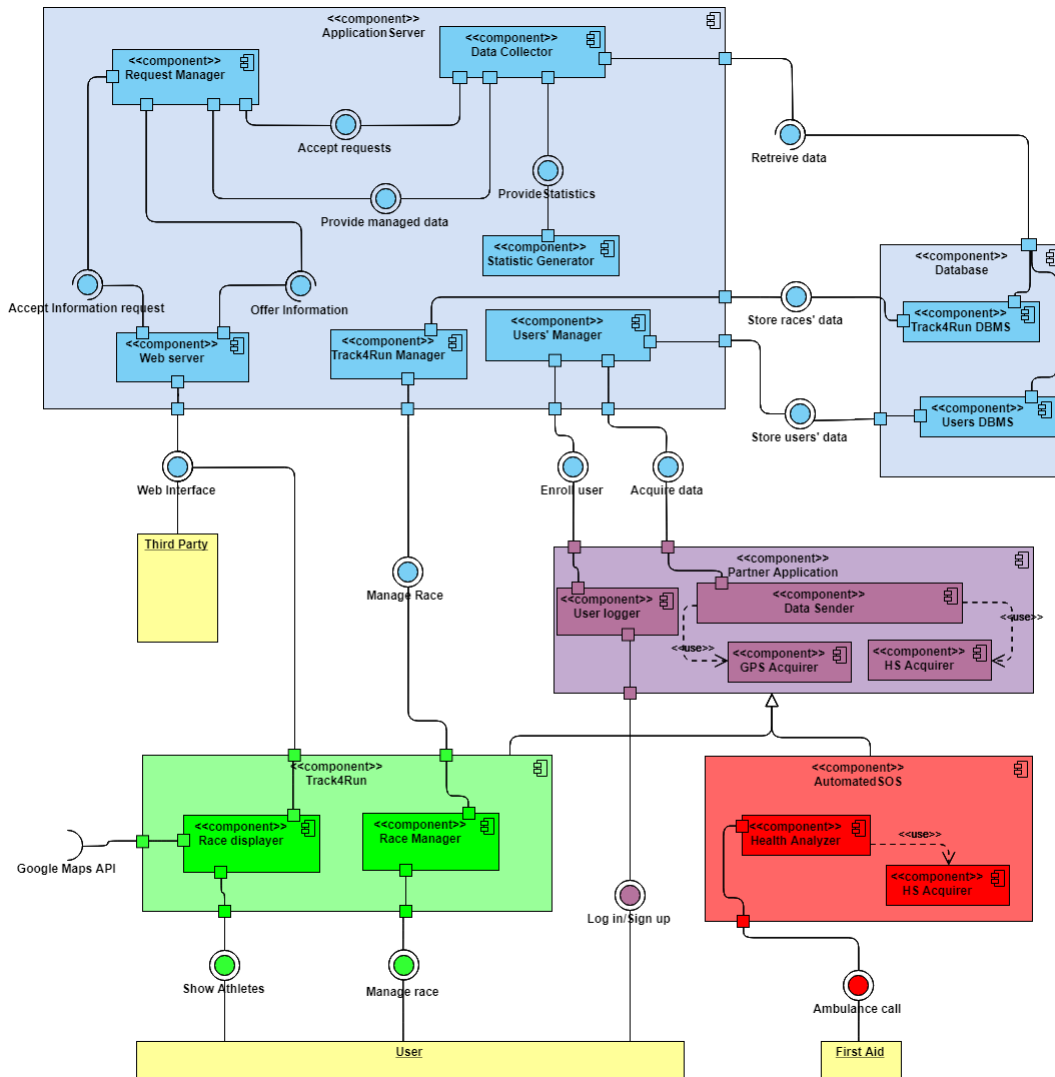 <<component>>
ApplicationServer
<<component>>
Request Manager
<<component>>
Data Collector
Accept requests
Retreive data
ProvideStatistics
Provide managed data
<<component>>
Statistic Generator
<<component>>
Database
Accept Information request
Offer Information
Store races' data
<<component>>
Track4Run DBMS
<<component>>
Web server
<<component>>
Track4Run Manager
<<component>>
Users' Manager
<<component>>
Users DBMS
Store users' data
Web Interface
Enroll user
Acquire data
Third Party
<<component>>
Partner Application
Manage Race
<<component>>
User logger
<<component>>
Data Sender
<<use>>
<<use>>
<<component>>
GPS Acquirer
<<component>>
HS Acquirer
<<component>>
Track4Run
<<component>>
AutomatedSOS
<<component>>
Race displayer
<<component>>
Race Manager
<<component>>
Health Analyzer
<<use>>
Google Maps API
<<component>>
HS Acquirer
Log in/Sign up
Show Athletes
Manage race
Ambulance call
User
First Aid